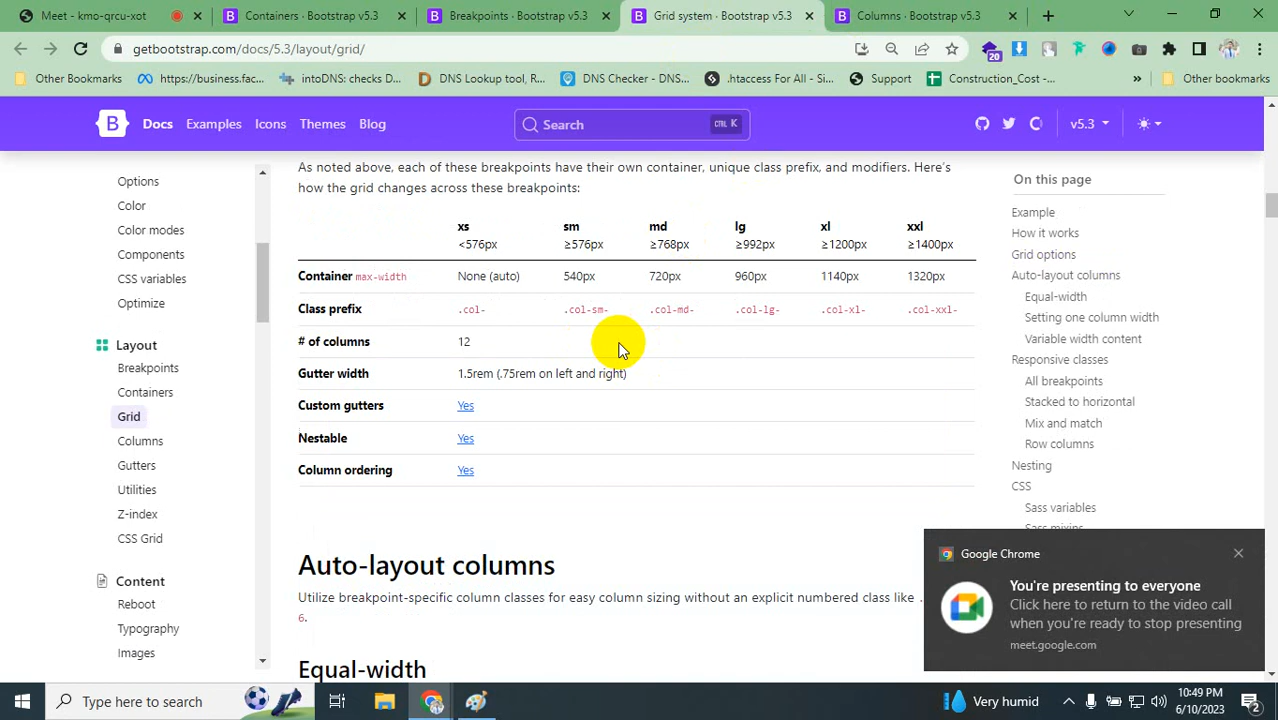 Meet - kmo-qrcu-xot
Containers · Bootstrap v5.3
Breakpoints · Bootstrap v5.3
Grid system · Bootstrap v5.3
Columns · Bootstrap v5.3
getbootstrap.com/docs/5.3/layout/grid/
20
Other Bookmarks
https://business.fac...
intoDNS: checks D...
DNS Lookup tool, R...
DNS Checker - DNS...
.htaccess For All - Si...
Support
Construction_Cost -...
Other bookmarks
B
Docs
Examples
Icons
Themes
Blog
Search
CTRL K
v5.3
Options
Color
Color modes
Components
CSS variables
Optimize
Layout
Breakpoints
Containers
Grid
Columns
Gutters
Utilities
Z-index
CSS Grid
Content
Reboot
Typography
Images
As noted above, each of these breakpoints have their own container, unique class prefix, and modifiers. Here's
how the grid changes across these breakpoints:
xs sm md lg xl xxl
<576px ≥576px ≥768px ≥992px ≥1200px ≥1400px
Container max-width None (auto) 540px 720px 960px 1140px 1320px
Class prefix .col- .col-sm- .col-md- .col-lg- .col-xl- .col-xxl-
# of columns 12
Gutter width 1.5rem (.75rem on left and right)
Custom gutters Yes
Nestable Yes
Column ordering Yes
Auto-layout columns
Utilize breakpoint-specific column classes for easy column sizing without an explicit numbered class like .
6.
Equal-width
On this page
Example
How it works
Grid options
Auto-layout columns
Equal-width
Setting one column width
Variable width content
Responsive classes
All breakpoints
Stacked to horizontal
Mix and match
Row columns
Nesting
CSS
Sass variables
Sass mixins
Google Chrome
You're presenting to everyone
Click here to return to the video call
when you're ready to stop presenting
meet.google.com
Type here to search
Very humid
10:49 PM
6/10/2023
2